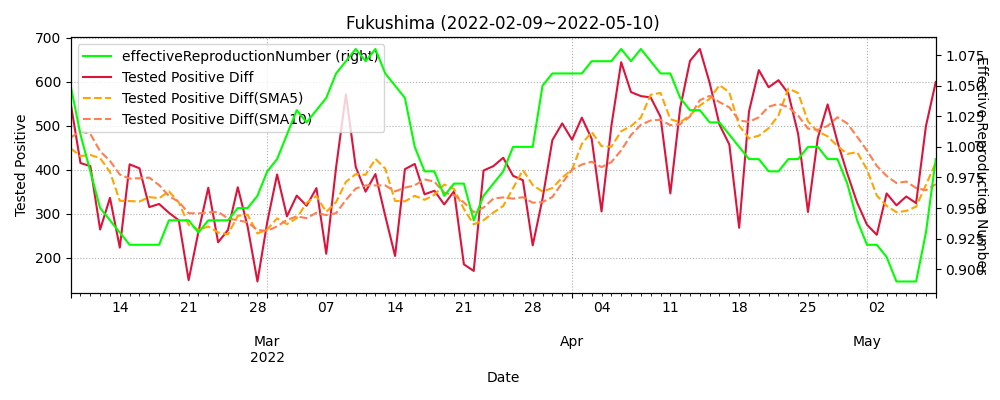 Fukushima (2022-02-09~2022-05-10)
effectiveReproductionNumber (right)
Tested Positive Diff
Tested Positive Diff(SMA5)
Tested Positive Diff(SMA10)
Tested Positive
700
600
500
400
300
200
1.075
1.050
1.025
1.000
0.975
0.950
0.925
0.900
Effective Reproduction Number
14 21 28 07 14 21 28 04 11 18 25 02
Mar Apr May
2022
Date